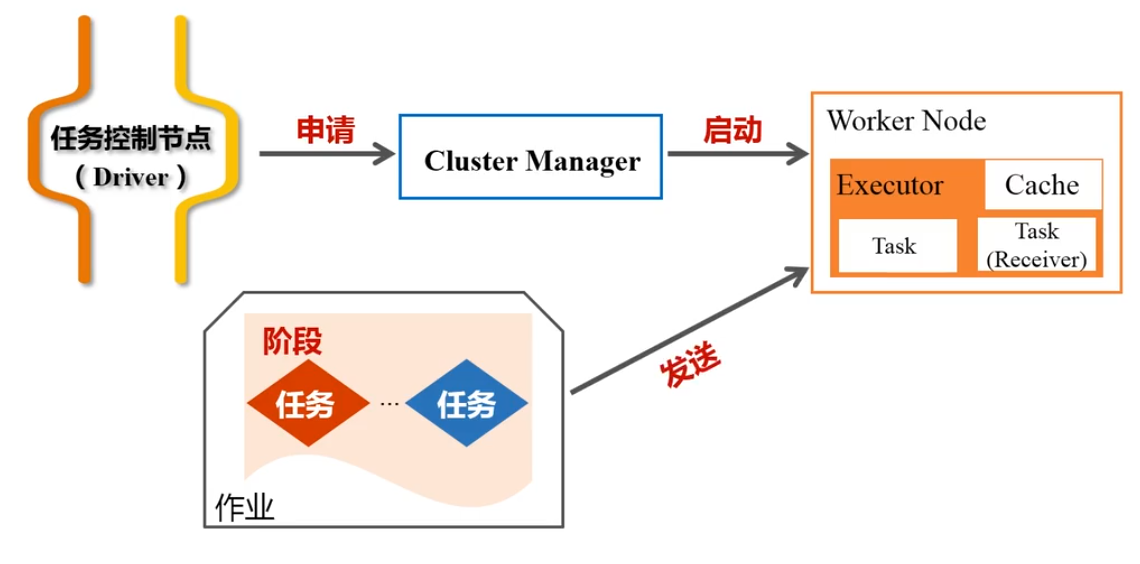 任务控制节点
（Driver）
申请
Cluster Manager
启动
Worker Node
Executor
Cache
Task
Task
(Receiver)
发送
阶段
任务
...
任务
作业